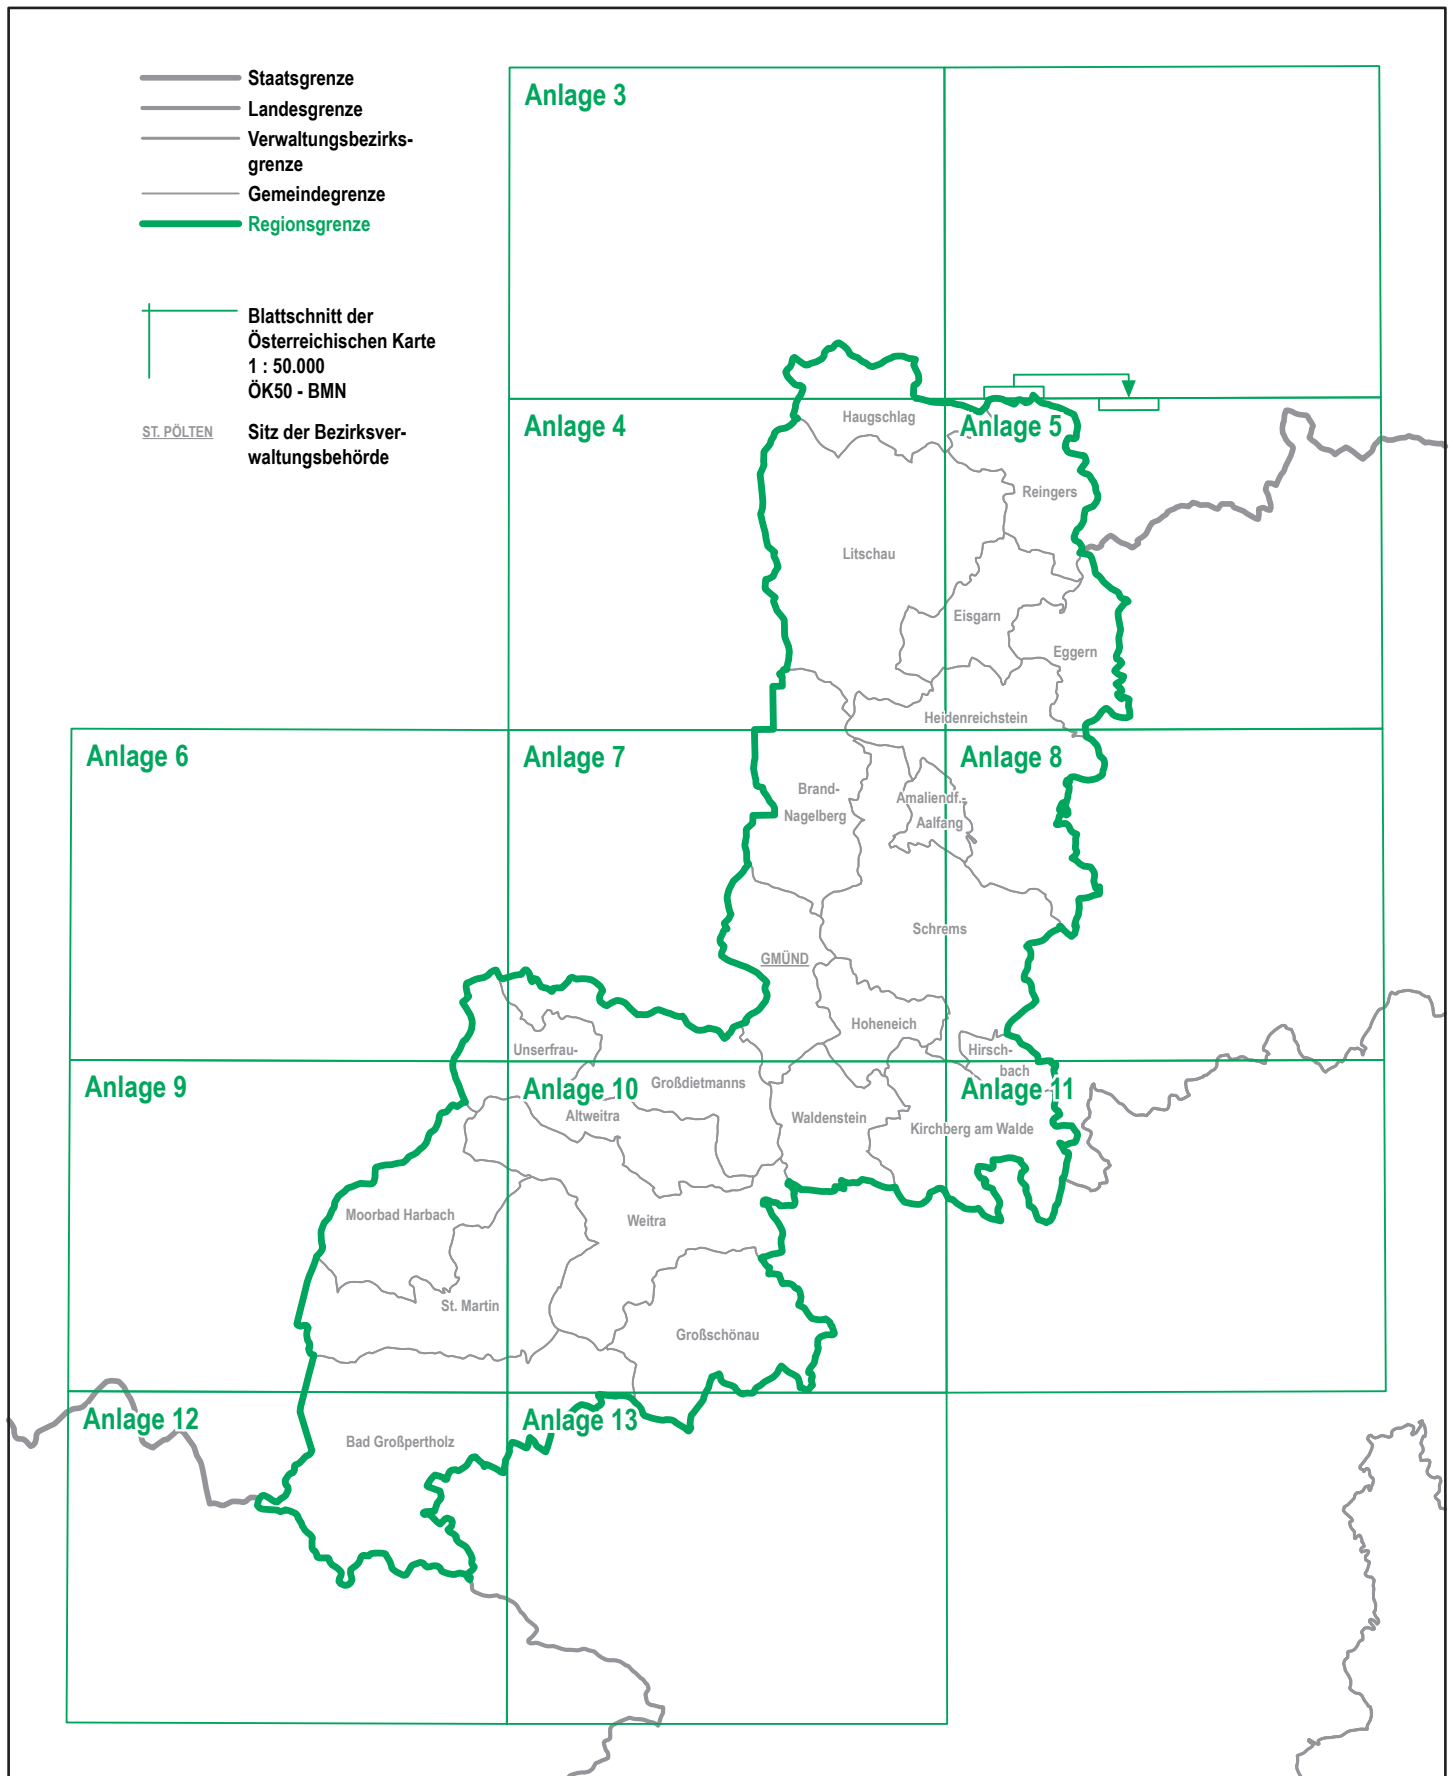 Staatsgrenze
Landesgrenze
Verwaltungsbezirks-
grenze
Gemeindegrenze
Regionsgrenze
Blattschnitt der
Österreichischen Karte
1 : 50.000
ÖK50 - BMN
ST. PÖLTEN
Sitz der Bezirksver-
waltungsbehörde
Anlage 3
Anlage 4
Haugschlag
Anlage 5
Reingers
Litschau
Eisgarn
Eggern
Heidenreichstein
Anlage 6
Anlage 7
Anlage 8
Brand-
Nagelberg
Amaliendf.-
Aalfang
Schrems
GMÜND
Hoheneich
Unserfrau-
Hirsch-
bach
Anlage 9
Anlage 10
Großdietmanns
Anlage 11
Altweitra
Waldenstein
Kirchberg am Walde
Moorbad Harbach
Weitra
St. Martin
Großschönau
Anlage 12
Anlage 13
Bad Großpertholz